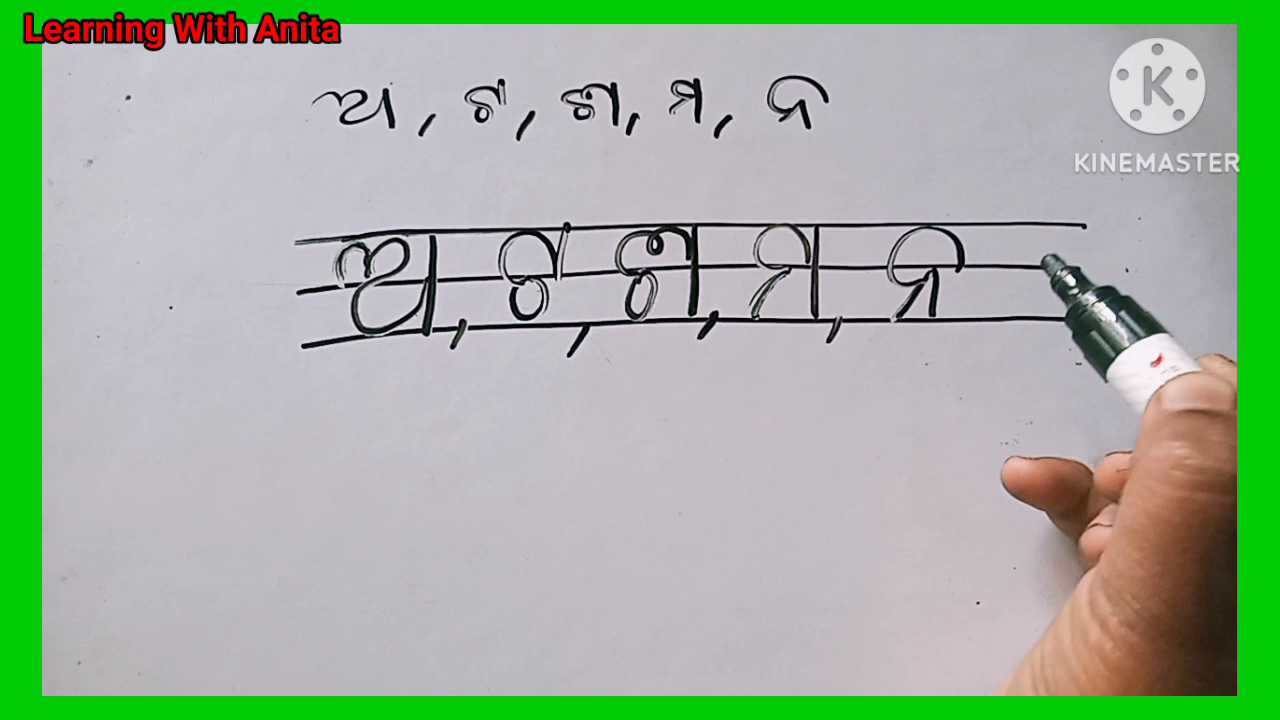 Learning With Anita
ଅ, ଟ, ଶ, ମ, ନ
KINEMASTER
ଅ, ଟ, ଶ, ମ, ନ